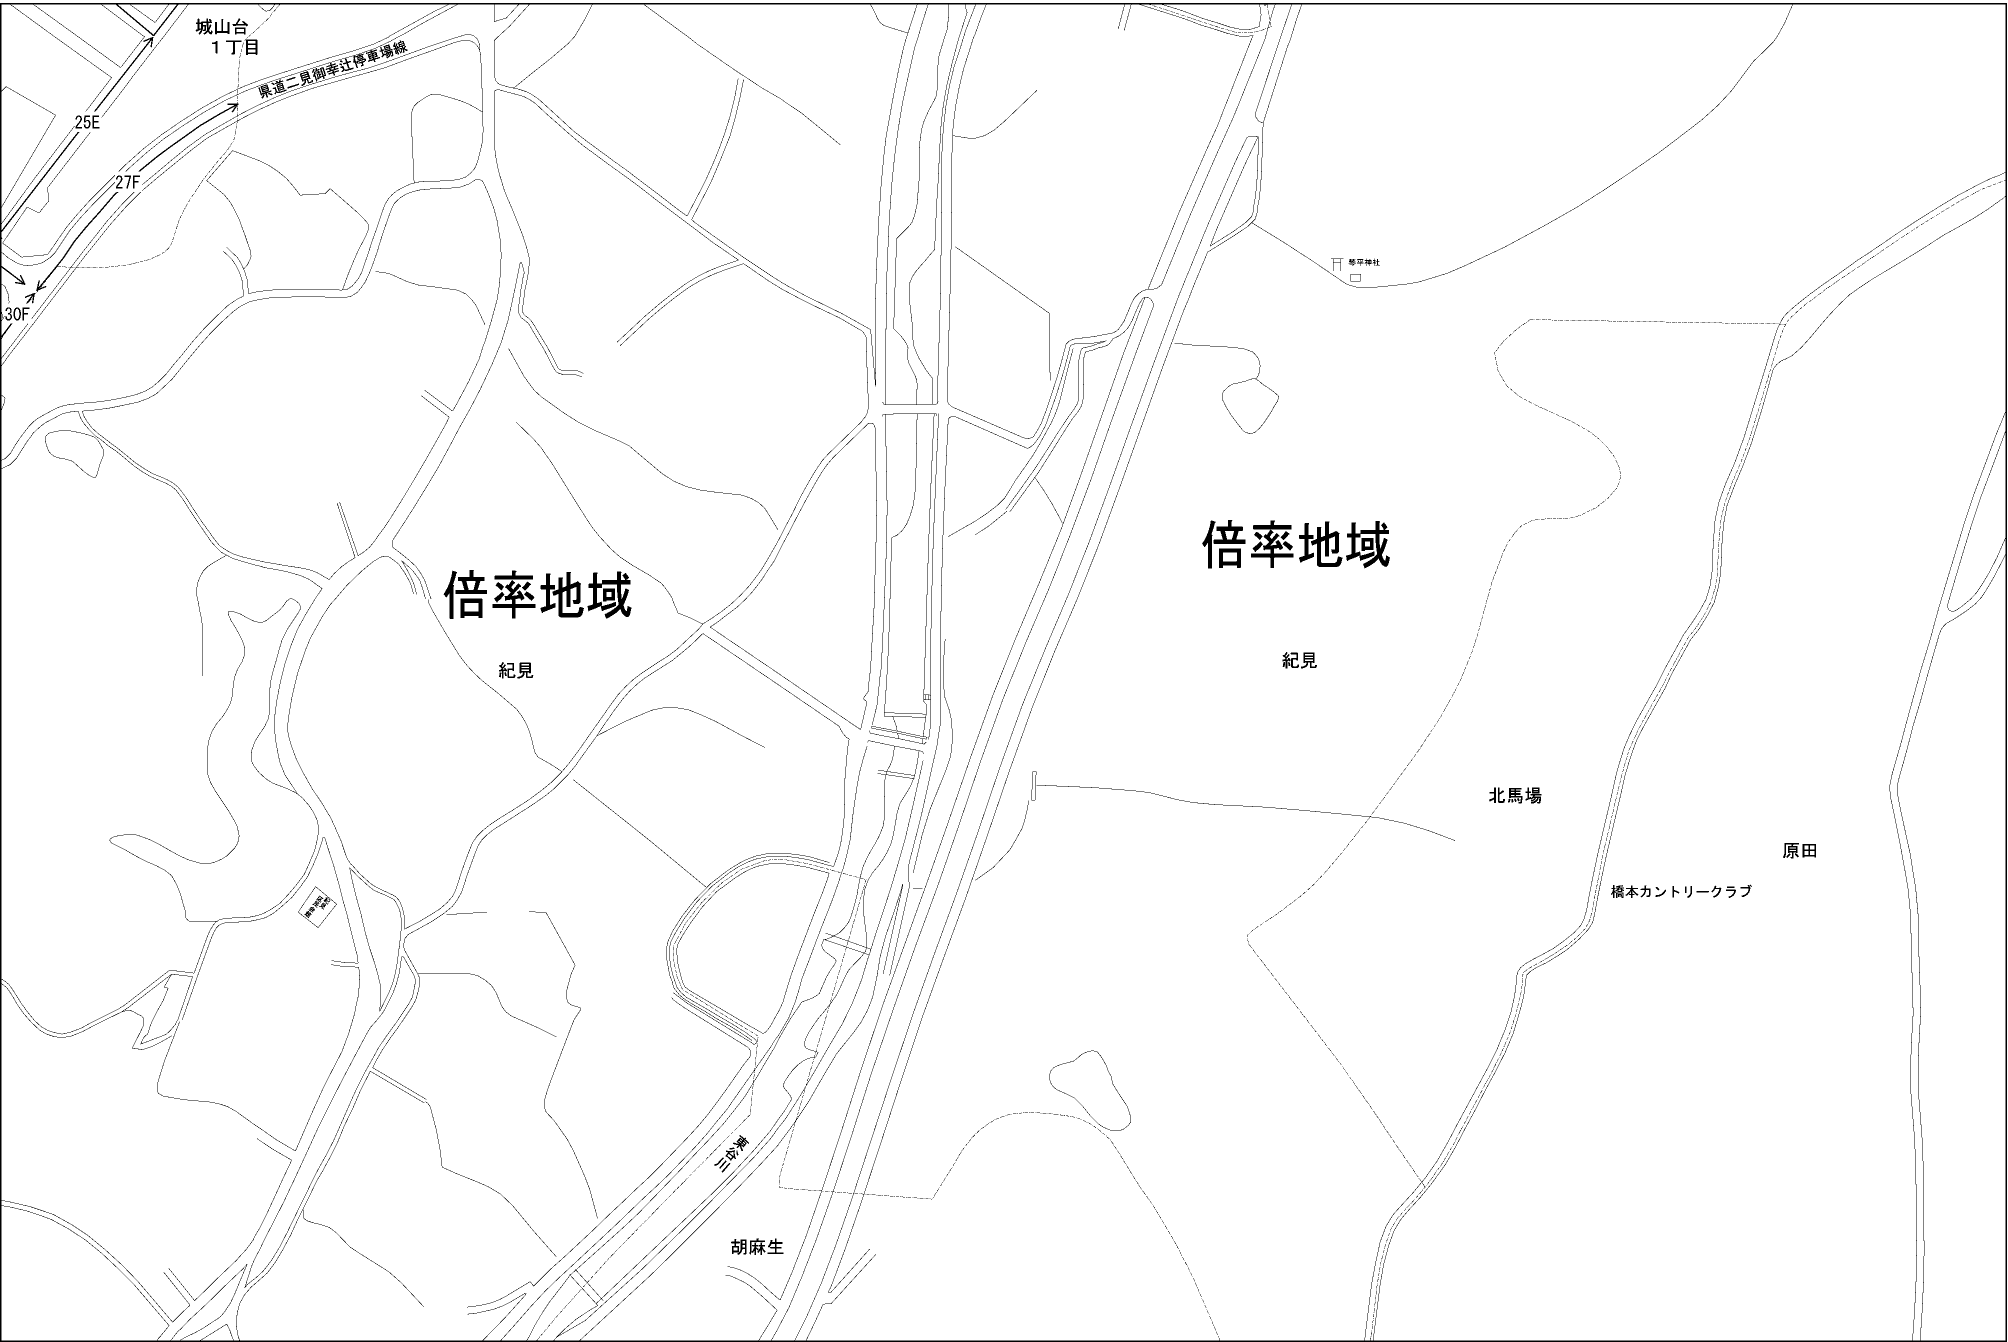 城山台
１丁目
県道二見御幸辻停車場線
25E
27F
30F
琴平神社
倍率地域
倍率地域
紀見
紀見
北馬場
原田
橋本カントリークラブ
東谷川
胡麻生